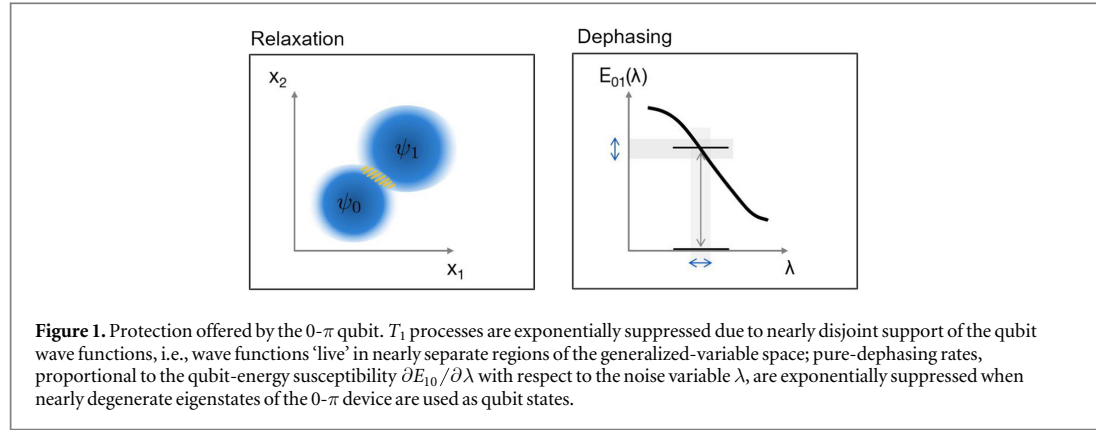 Relaxation
x₂
ψ₁
ψ₀
x₁
Dephasing
E₀₁(λ)
λ
Figure 1. Protection offered by the 0-π qubit. T₁ processes are exponentially suppressed due to nearly disjoint support of the qubit
wave functions, i.e., wave functions ‘live’ in nearly separate regions of the generalized-variable space; pure-dephasing rates,
proportional to the qubit-energy susceptibility ∂E₁₀/∂λ with respect to the noise variable λ, are exponentially suppressed when
nearly degenerate eigenstates of the 0-π device are used as qubit states.